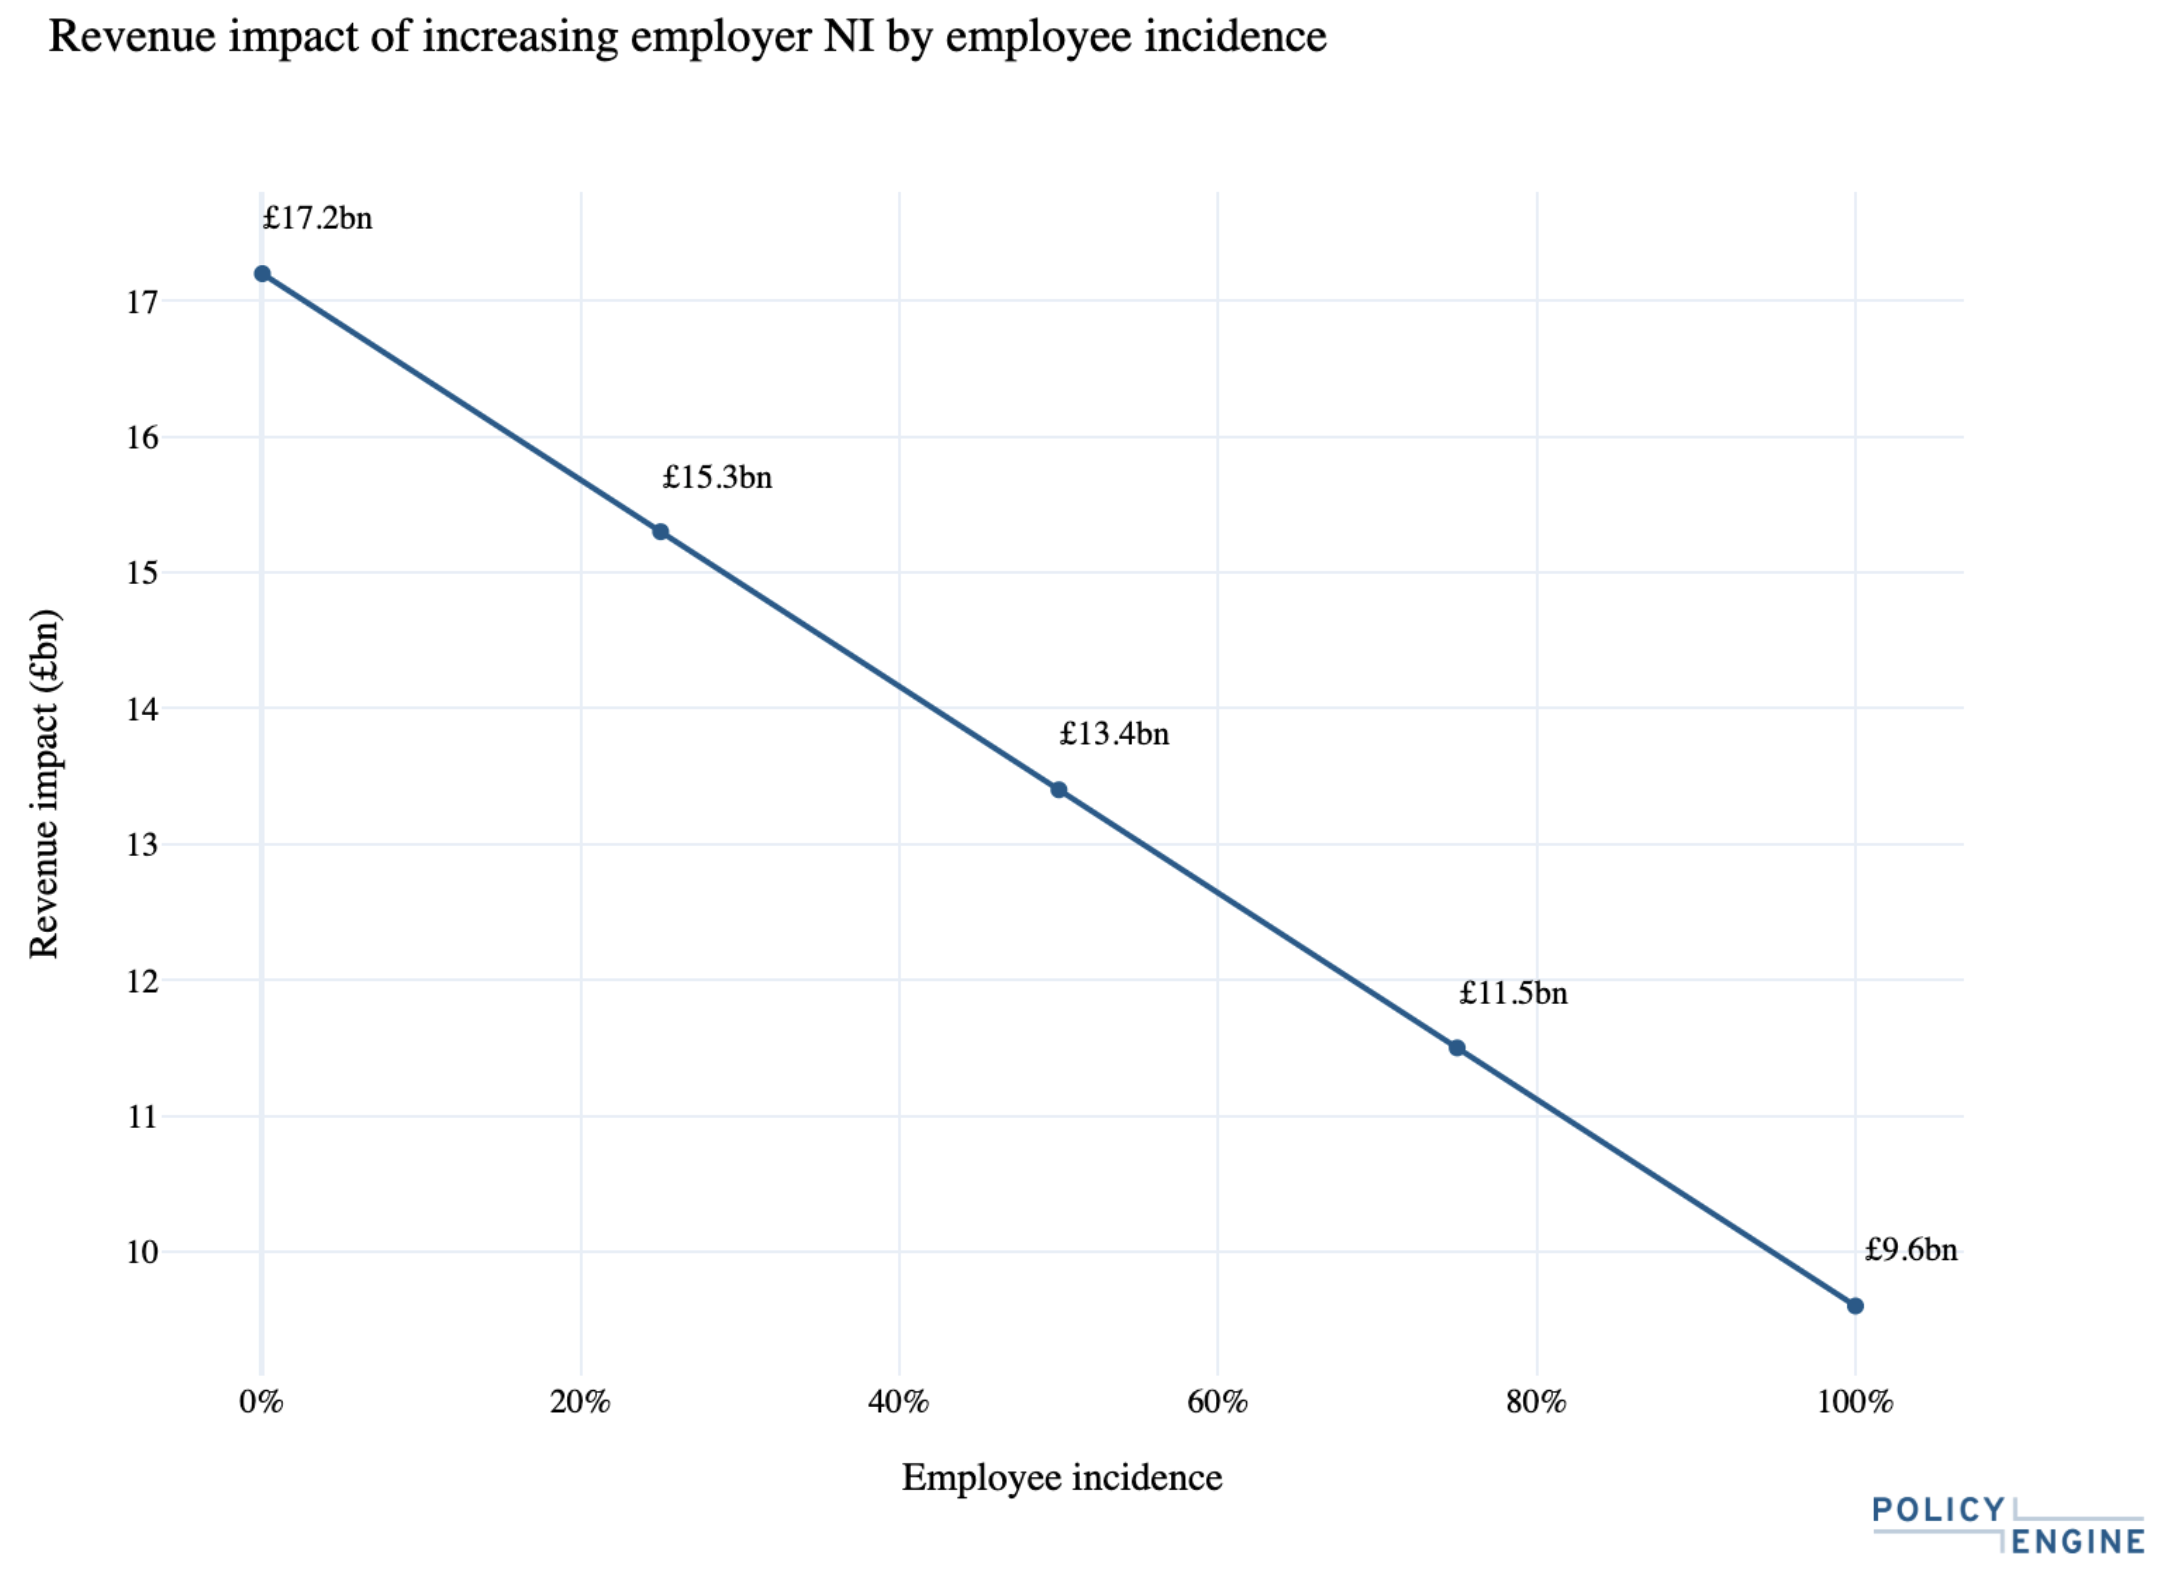 Revenue impact of increasing employer NI by employee incidence
£17.2bn
17
16
£15.3bn
15
Revenue impact (£bn)
14
£13.4bn
13
12
£11.5bn
11
10
£9.6bn
0% 20% 40% 60% 80% 100%
Employee incidence
POLICY
ENGINE